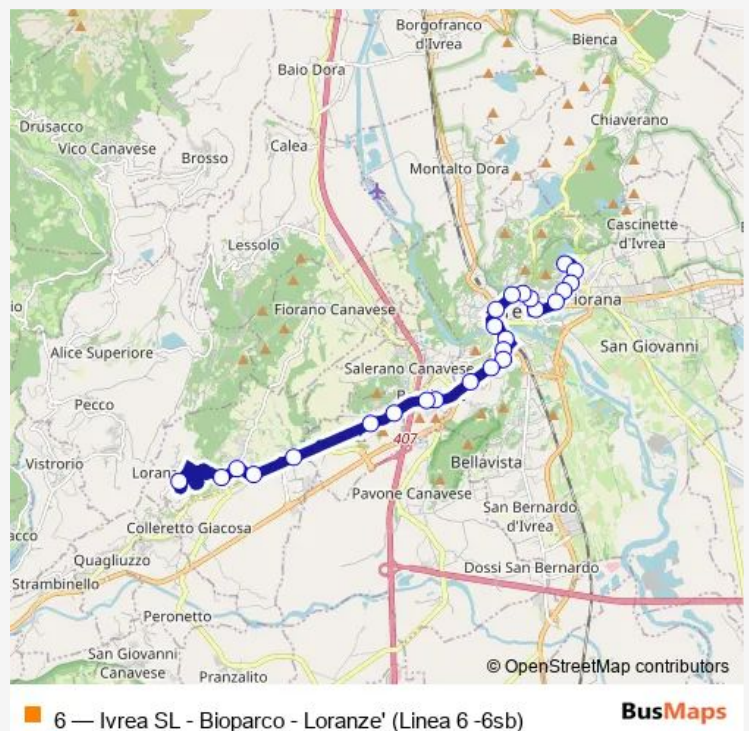 Borgofranco
d'Ivrea
Bienca
Baio Dora
Chiaverano
Drusacco
Vico Canavese
Calea
Brosso
Montalto Dora
Cascinette
d'Ivrea
Lessolo
Fiorano Canavese
iorana
San Giovanni
Alice Superiore
Salerano Canavese
Pecco
407
Vistrorio
Loranz
Bellavista
Pavone Canavese
San Bernardo
d'Ivrea
Colleretto Giacosa
Quagliuzzo
Strambinello
Dossi San Bernardo
Peronetto
San Giovanni
Canavese
Pranzalito
© OpenStreetMap contributors
6 — Ivrea SL - Bioparco - Loranze' (Linea 6 -6sb)
BusMaps